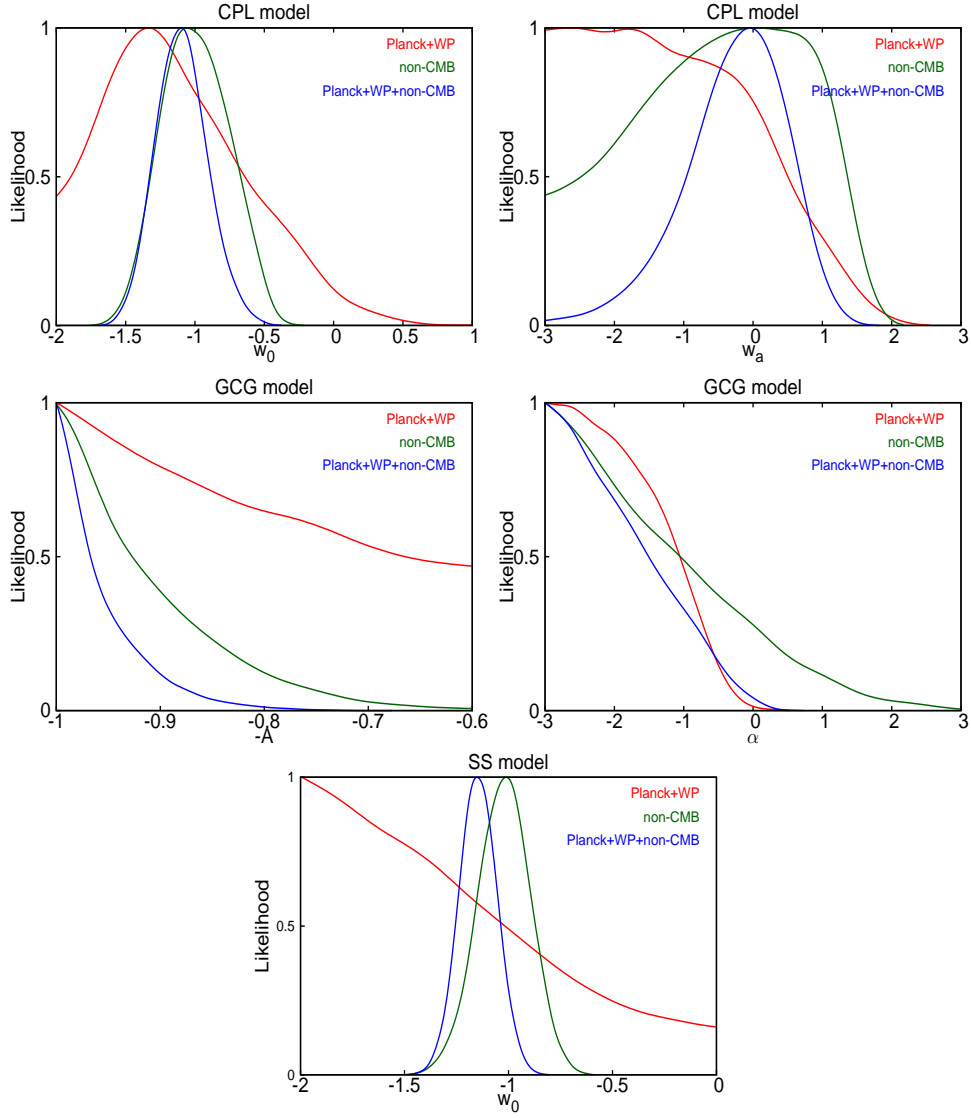 CPL model
Planck+WP
non-CMB
Planck+WP+non-CMB
Likelihood
1
0.5
0
-2 -1.5 -1 -0.5 0 0.5 1
w0
CPL model
Planck+WP
non-CMB
Planck+WP+non-CMB
Likelihood
1
0.5
0
-3 -2 -1 0 1 2 3
wa
GCG model
Planck+WP
non-CMB
Planck+WP+non-CMB
Likelihood
1
0.5
0
-1 -0.9 -0.8 -0.7 -0.6
-A
GCG model
Planck+WP
non-CMB
Planck+WP+non-CMB
Likelihood
1
0.5
0
-3 -2 -1 0 1 2 3
α
SS model
Planck+WP
non-CMB
Planck+WP+non-CMB
Likelihood
1
0.5
0
-2 -1.5 -1 -0.5 0
w0